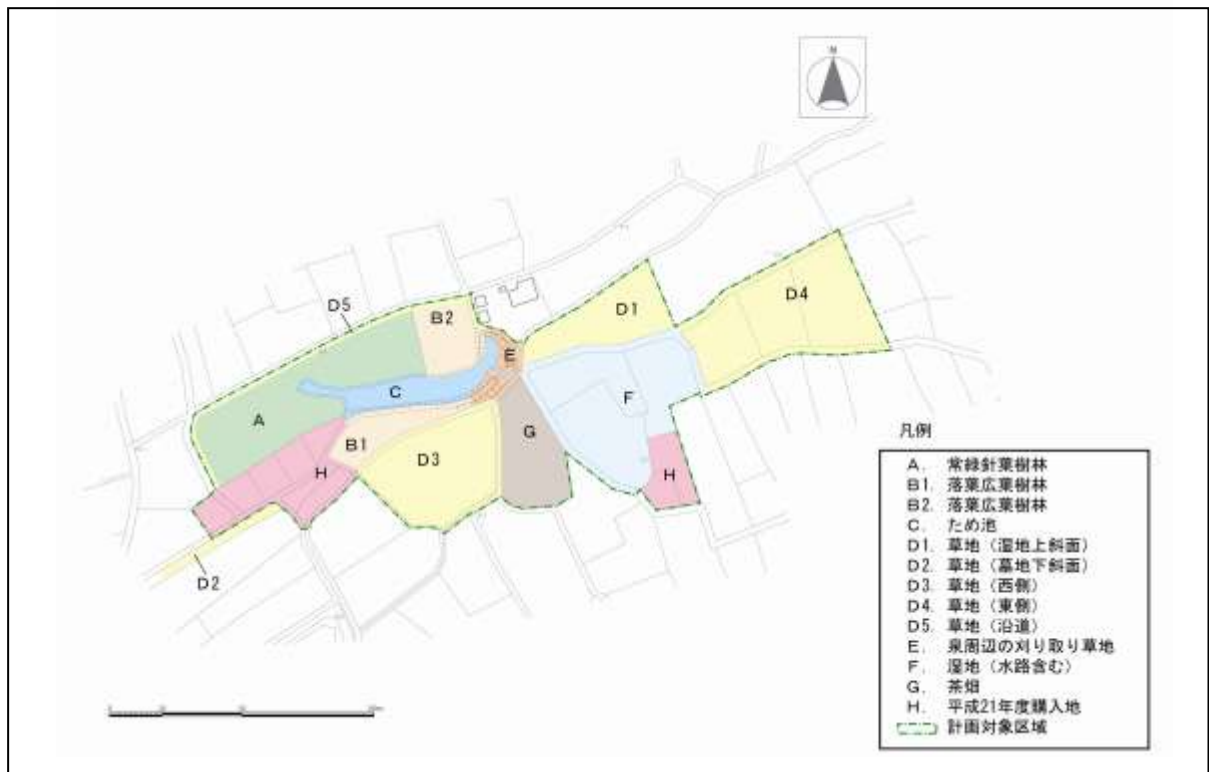 N
D5
B2
D1
D4
E
C
A
F
B1
G
D3
H
H
D2
凡例
A. 常緑針葉樹林
B1. 落葉広葉樹林
B2. 落葉広葉樹林
C. ため池
D1. 草地（湿地上斜面）
D2. 草地（墓地下斜面）
D3. 草地（西側）
D4. 草地（東側）
D5. 草地（沿道）
E. 泉周辺の刈り取り草地
F. 湿地（水路含む）
G. 茶畑
H. 平成21年度購入地
計画対象区域